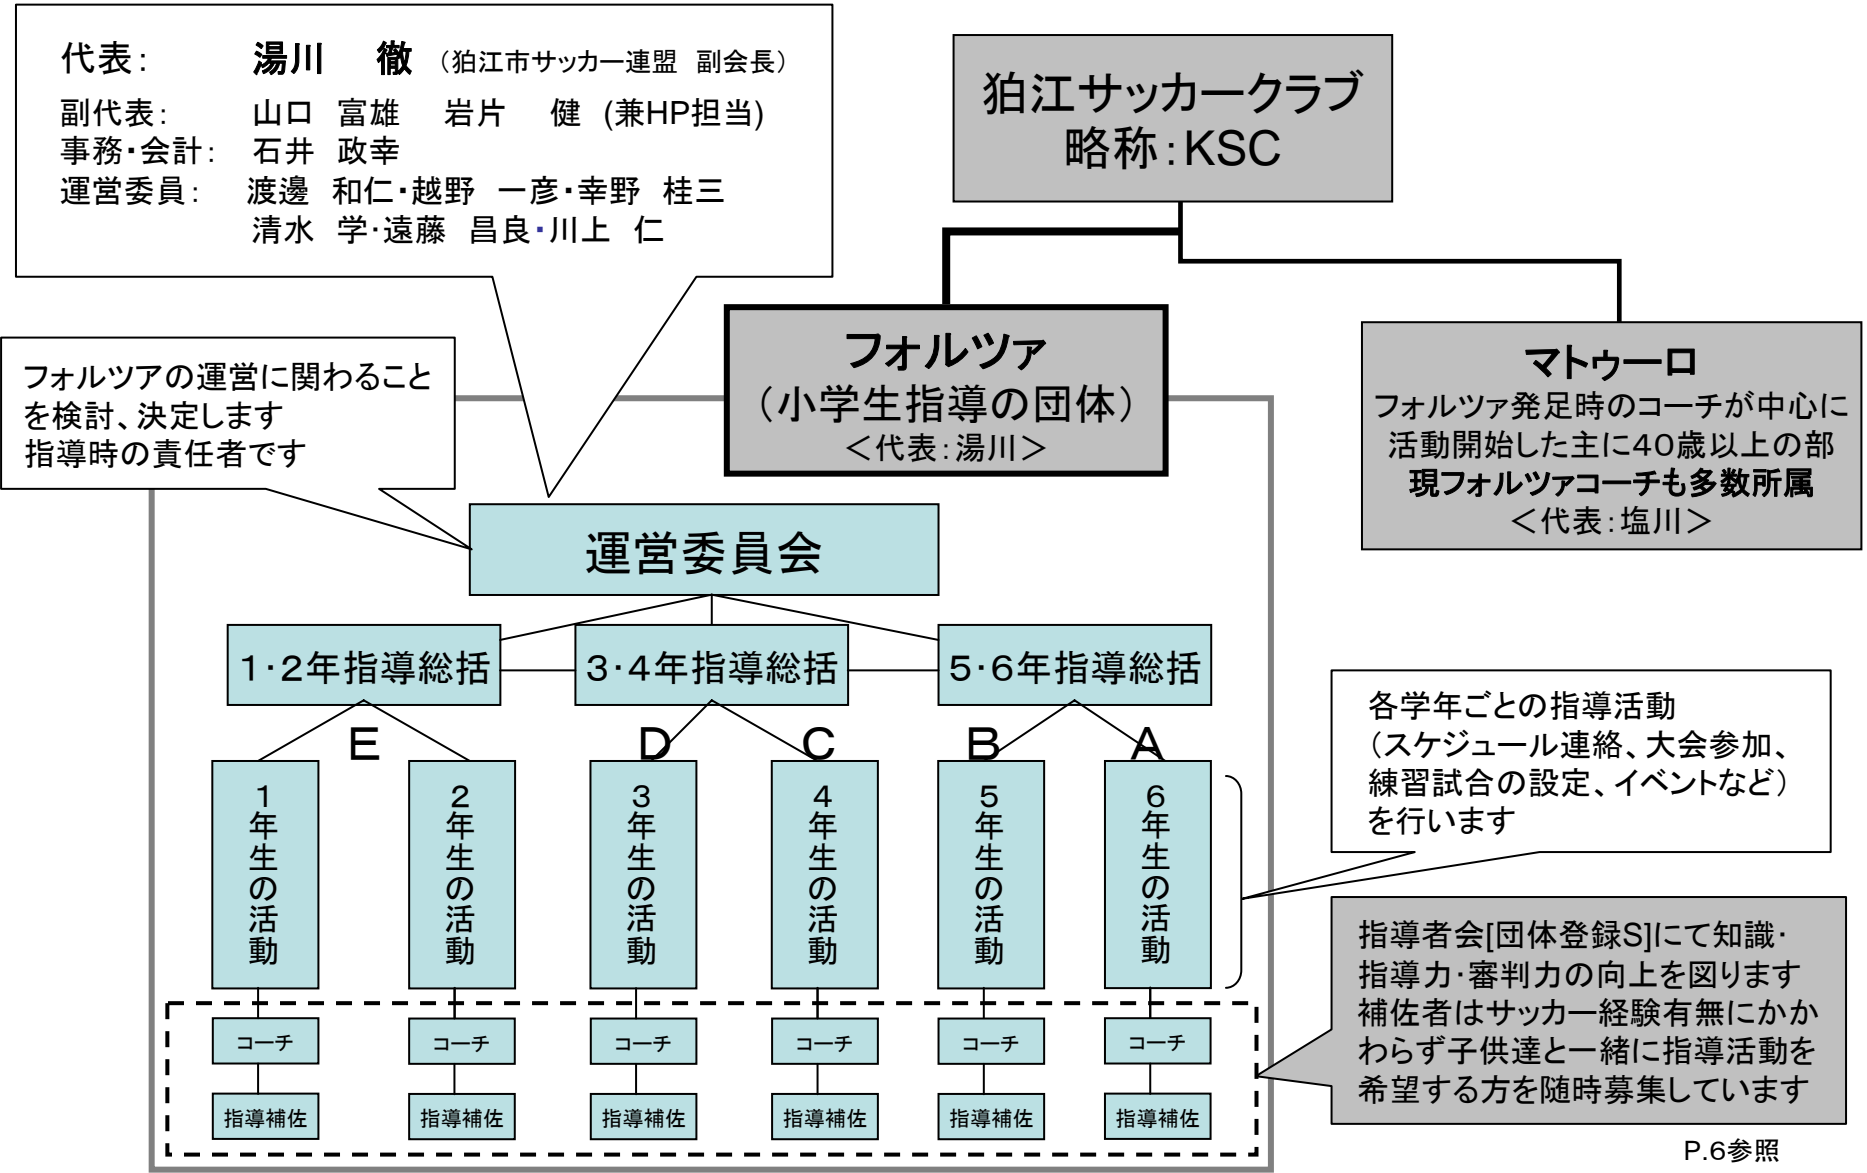 代表： 湯川 徹 （狛江市サッカー連盟 副会長）
副代表： 山口 富雄 岩片 健 (兼HP担当)
事務・会計： 石井 政幸
運営委員： 渡邊 和仁・越野 一彦・幸野 桂三
清水 学・遠藤 昌良・川上 仁
狛江サッカークラブ
略称：KSC
フォルツァ
（小学生指導の団体）
＜代表：湯川＞
マトゥーロ
フォルツァ発足時のコーチが中心に
活動開始した主に４０歳以上の部
現フォルツァコーチも多数所属
＜代表：塩川＞
フォルツアの運営に関わること
を検討、決定します
指導時の責任者です
運営委員会
１・２年指導総括
３・４年指導総括
５・６年指導総括
E
D
C
B
A
１年生の活動
２年生の活動
３年生の活動
４年生の活動
５年生の活動
６年生の活動
各学年ごとの指導活動
（スケジュール連絡、大会参加、
練習試合の設定、イベントなど）
を行います
コーチ
コーチ
コーチ
コーチ
コーチ
コーチ
指導補佐
指導補佐
指導補佐
指導補佐
指導補佐
指導補佐
指導者会[団体登録S]にて知識・
指導力・審判力の向上を図ります
補佐者はサッカー経験有無にかか
わらず子供達と一緒に指導活動を
希望する方を随時募集しています
P.6参照